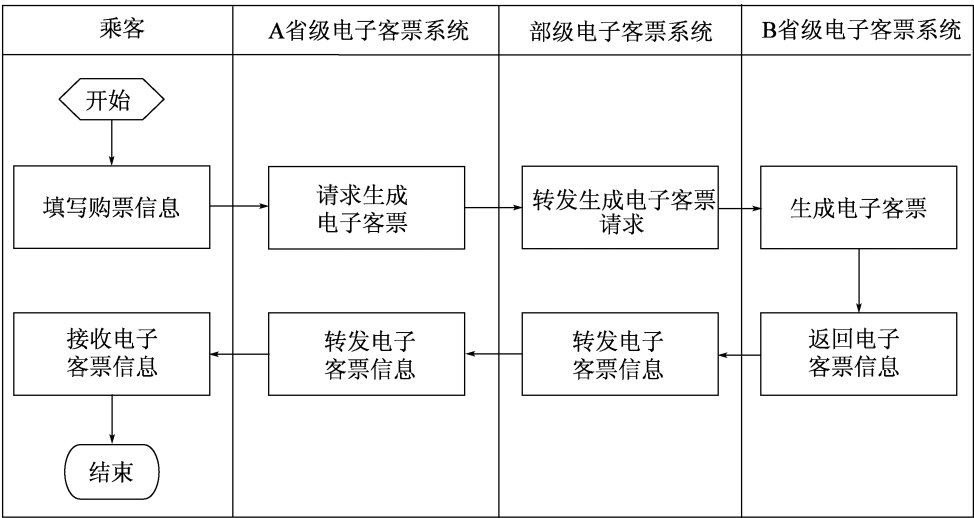 乘客
A省级电子客票系统
部级电子客票系统
B省级电子客票系统
开始
填写购票信息
请求生成
电子客票
转发生成电子客票
请求
生成电子客票
接收电子
客票信息
转发电子
客票信息
转发电子
客票信息
返回电子
客票信息
结束